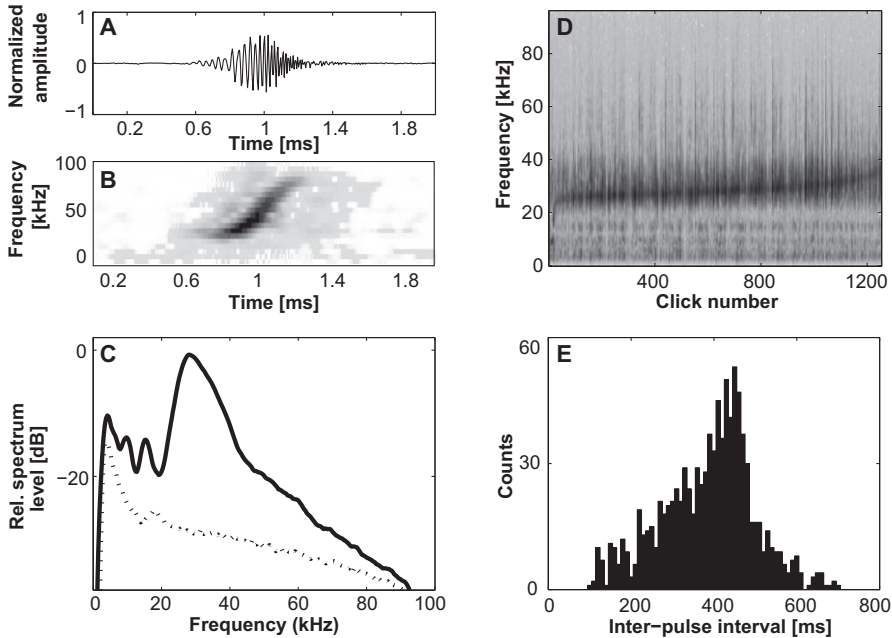 A
Normalized
amplitude
1
0
−1
0.2 0.6 1 1.4 1.8
Time [ms]
B
Frequency
[kHz]
100
50
0
0.2 0.6 1 1.4 1.8
Time [ms]
C
Rel. spectrum
level [dB]
0
−20
0 20 40 60 80 100
Frequency (kHz)
D
Frequency [kHz]
80
60
40
20
0
400 800 1200
Click number
E
Counts
60
30
0
0 200 400 600 800
Inter−pulse interval [ms]